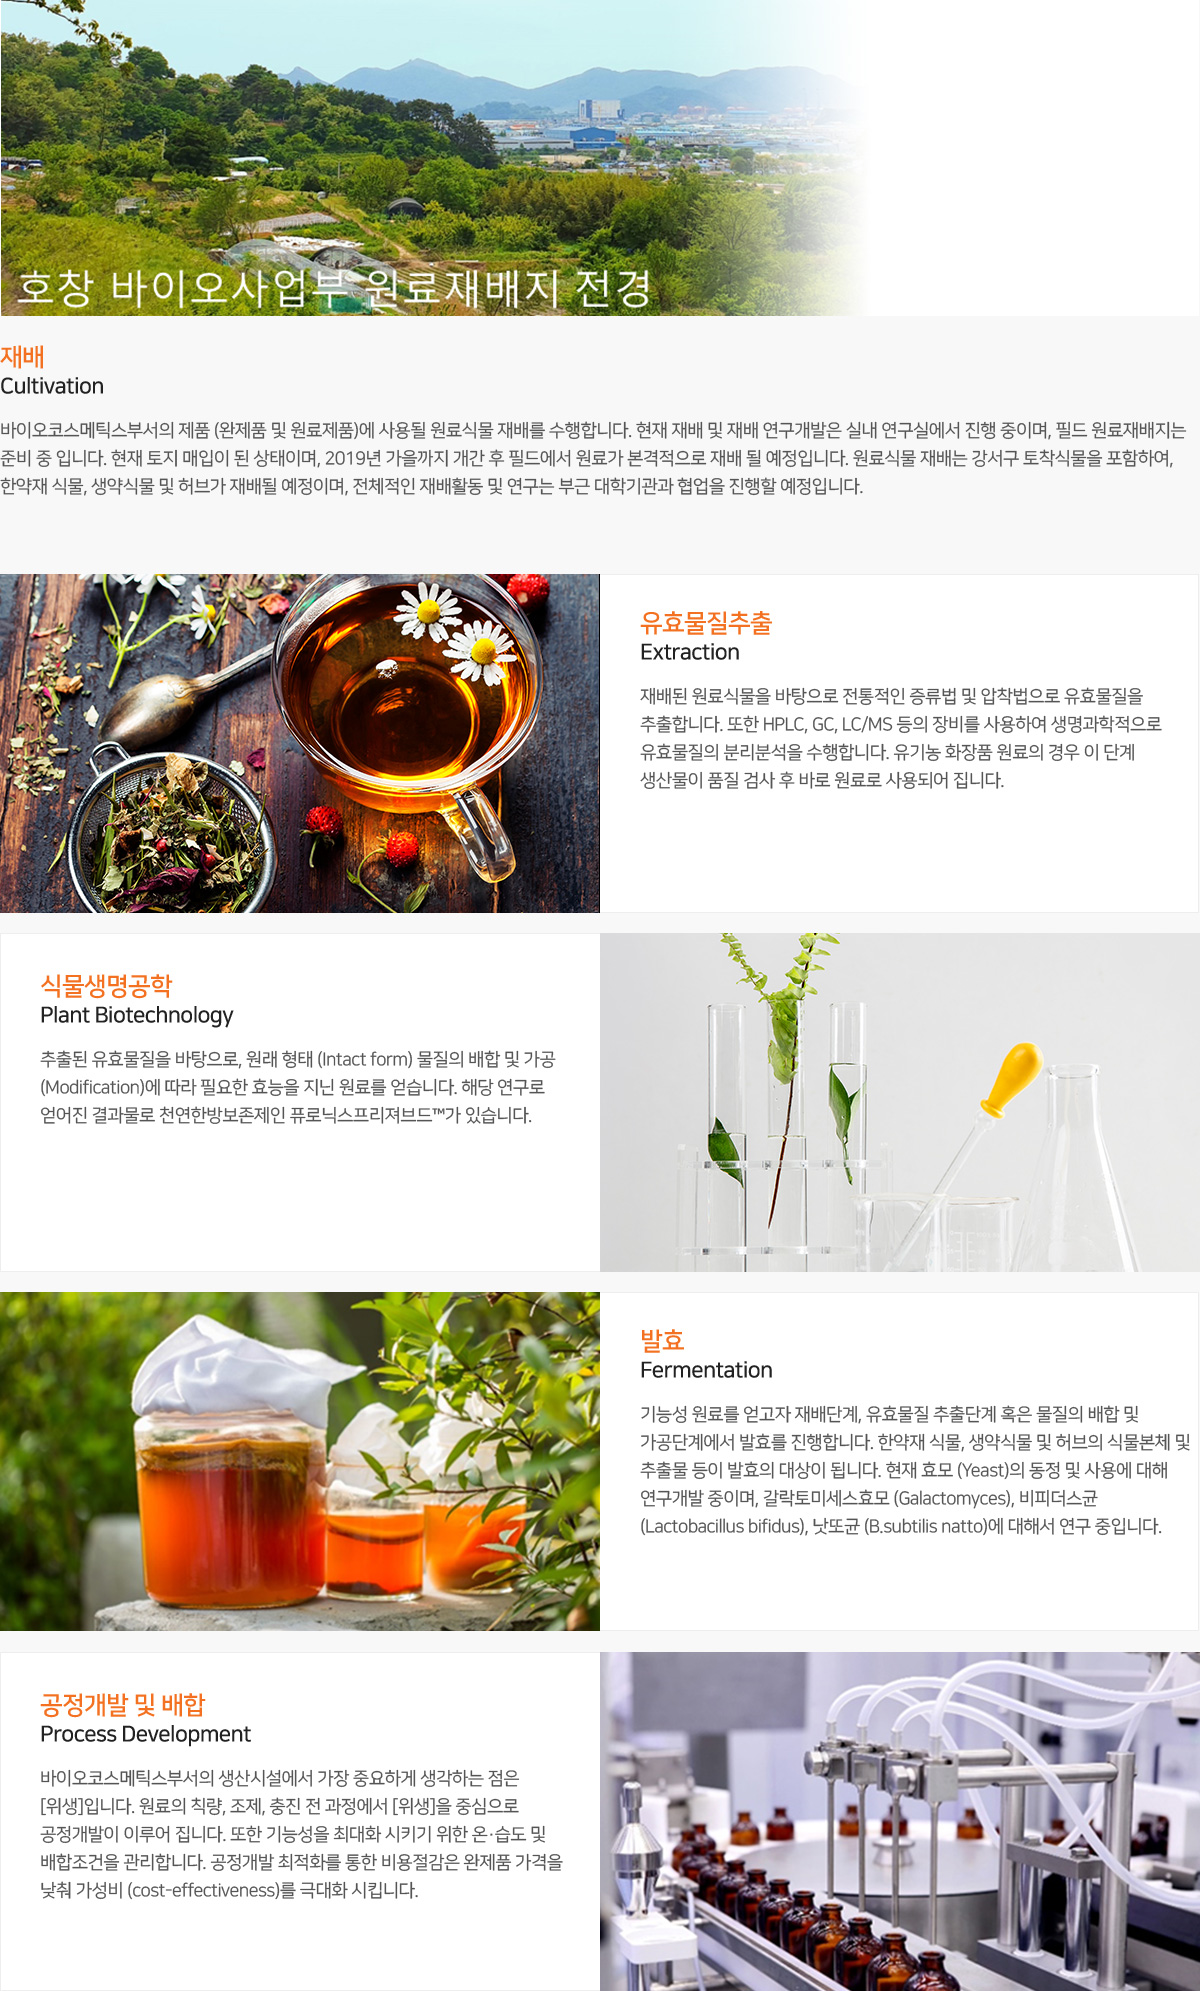 호창 바이오사업부 원료재배지 전경
재배
Cultivation
바이오코스메틱스부서의 제품 (완제품 및 원료제품)에 사용될 원료식물 재배를 수행합니다. 현재 재배 및 재배 연구개발은 실내 연구실에서 진행 중이며, 필드 원료재배지는
준비 중 입니다. 현재 토지 매입이 된 상태이며, 2019년 가을까지 개간 후 필드에서 원료가 본격적으로 재배 될 예정입니다. 원료식물 재배는 강서구 토착식물을 포함하여,
한약재 식물, 생약식물 및 허브가 재배될 예정이며, 전체적인 재배활동 및 연구는 부근 대학기관과 협업을 진행할 예정입니다.
유효물질추출
Extraction
재배된 원료식물을 바탕으로 전통적인 증류법 및 압착법으로 유효물질을
추출합니다. 또한 HPLC, GC, LC/MS 등의 장비를 사용하여 생명과학적으로
유효물질의 분리분석을 수행합니다. 유기농 화장품 원료의 경우 이 단계
생산물이 품질 검사 후 바로 원료로 사용되어 집니다.
식물생명공학
Plant Biotechnology
추출된 유효물질을 바탕으로, 원래 형태 (Intact form) 물질의 배합 및 가공
(Modification)에 따라 필요한 효능을 지닌 원료를 얻습니다. 해당 연구로
얻어진 결과물로 천연한방보존제인 퓨로닉스프리져브드™가 있습니다.
발효
Fermentation
기능성 원료를 얻고자 재배단계, 유효물질 추출단계 혹은 물질의 배합 및
가공단계에서 발효를 진행합니다. 한약재 식물, 생약식물 및 허브의 식물본체 및
추출물 등이 발효의 대상이 됩니다. 현재 효모 (Yeast)의 동정 및 사용에 대해
연구개발 중이며, 갈락토미세스효모 (Galactomyces), 비피더스균
(Lactobacillus bifidus), 낫또균 (B.subtilis natto)에 대해서 연구 중입니다.
공정개발 및 배합
Process Development
바이오코스메틱스부서의 생산시설에서 가장 중요하게 생각하는 점은
[위생]입니다. 원료의 칙량, 조제, 충진 전 과정에서 [위생]을 중심으로
공정개발이 이루어 집니다. 또한 기능성을 최대화 시키기 위한 온·습도 및
배합조건을 관리합니다. 공정개발 최적화를 통한 비용절감은 완제품 가격을
낮춰 가성비 (cost-effectiveness)를 극대화 시킵니다.